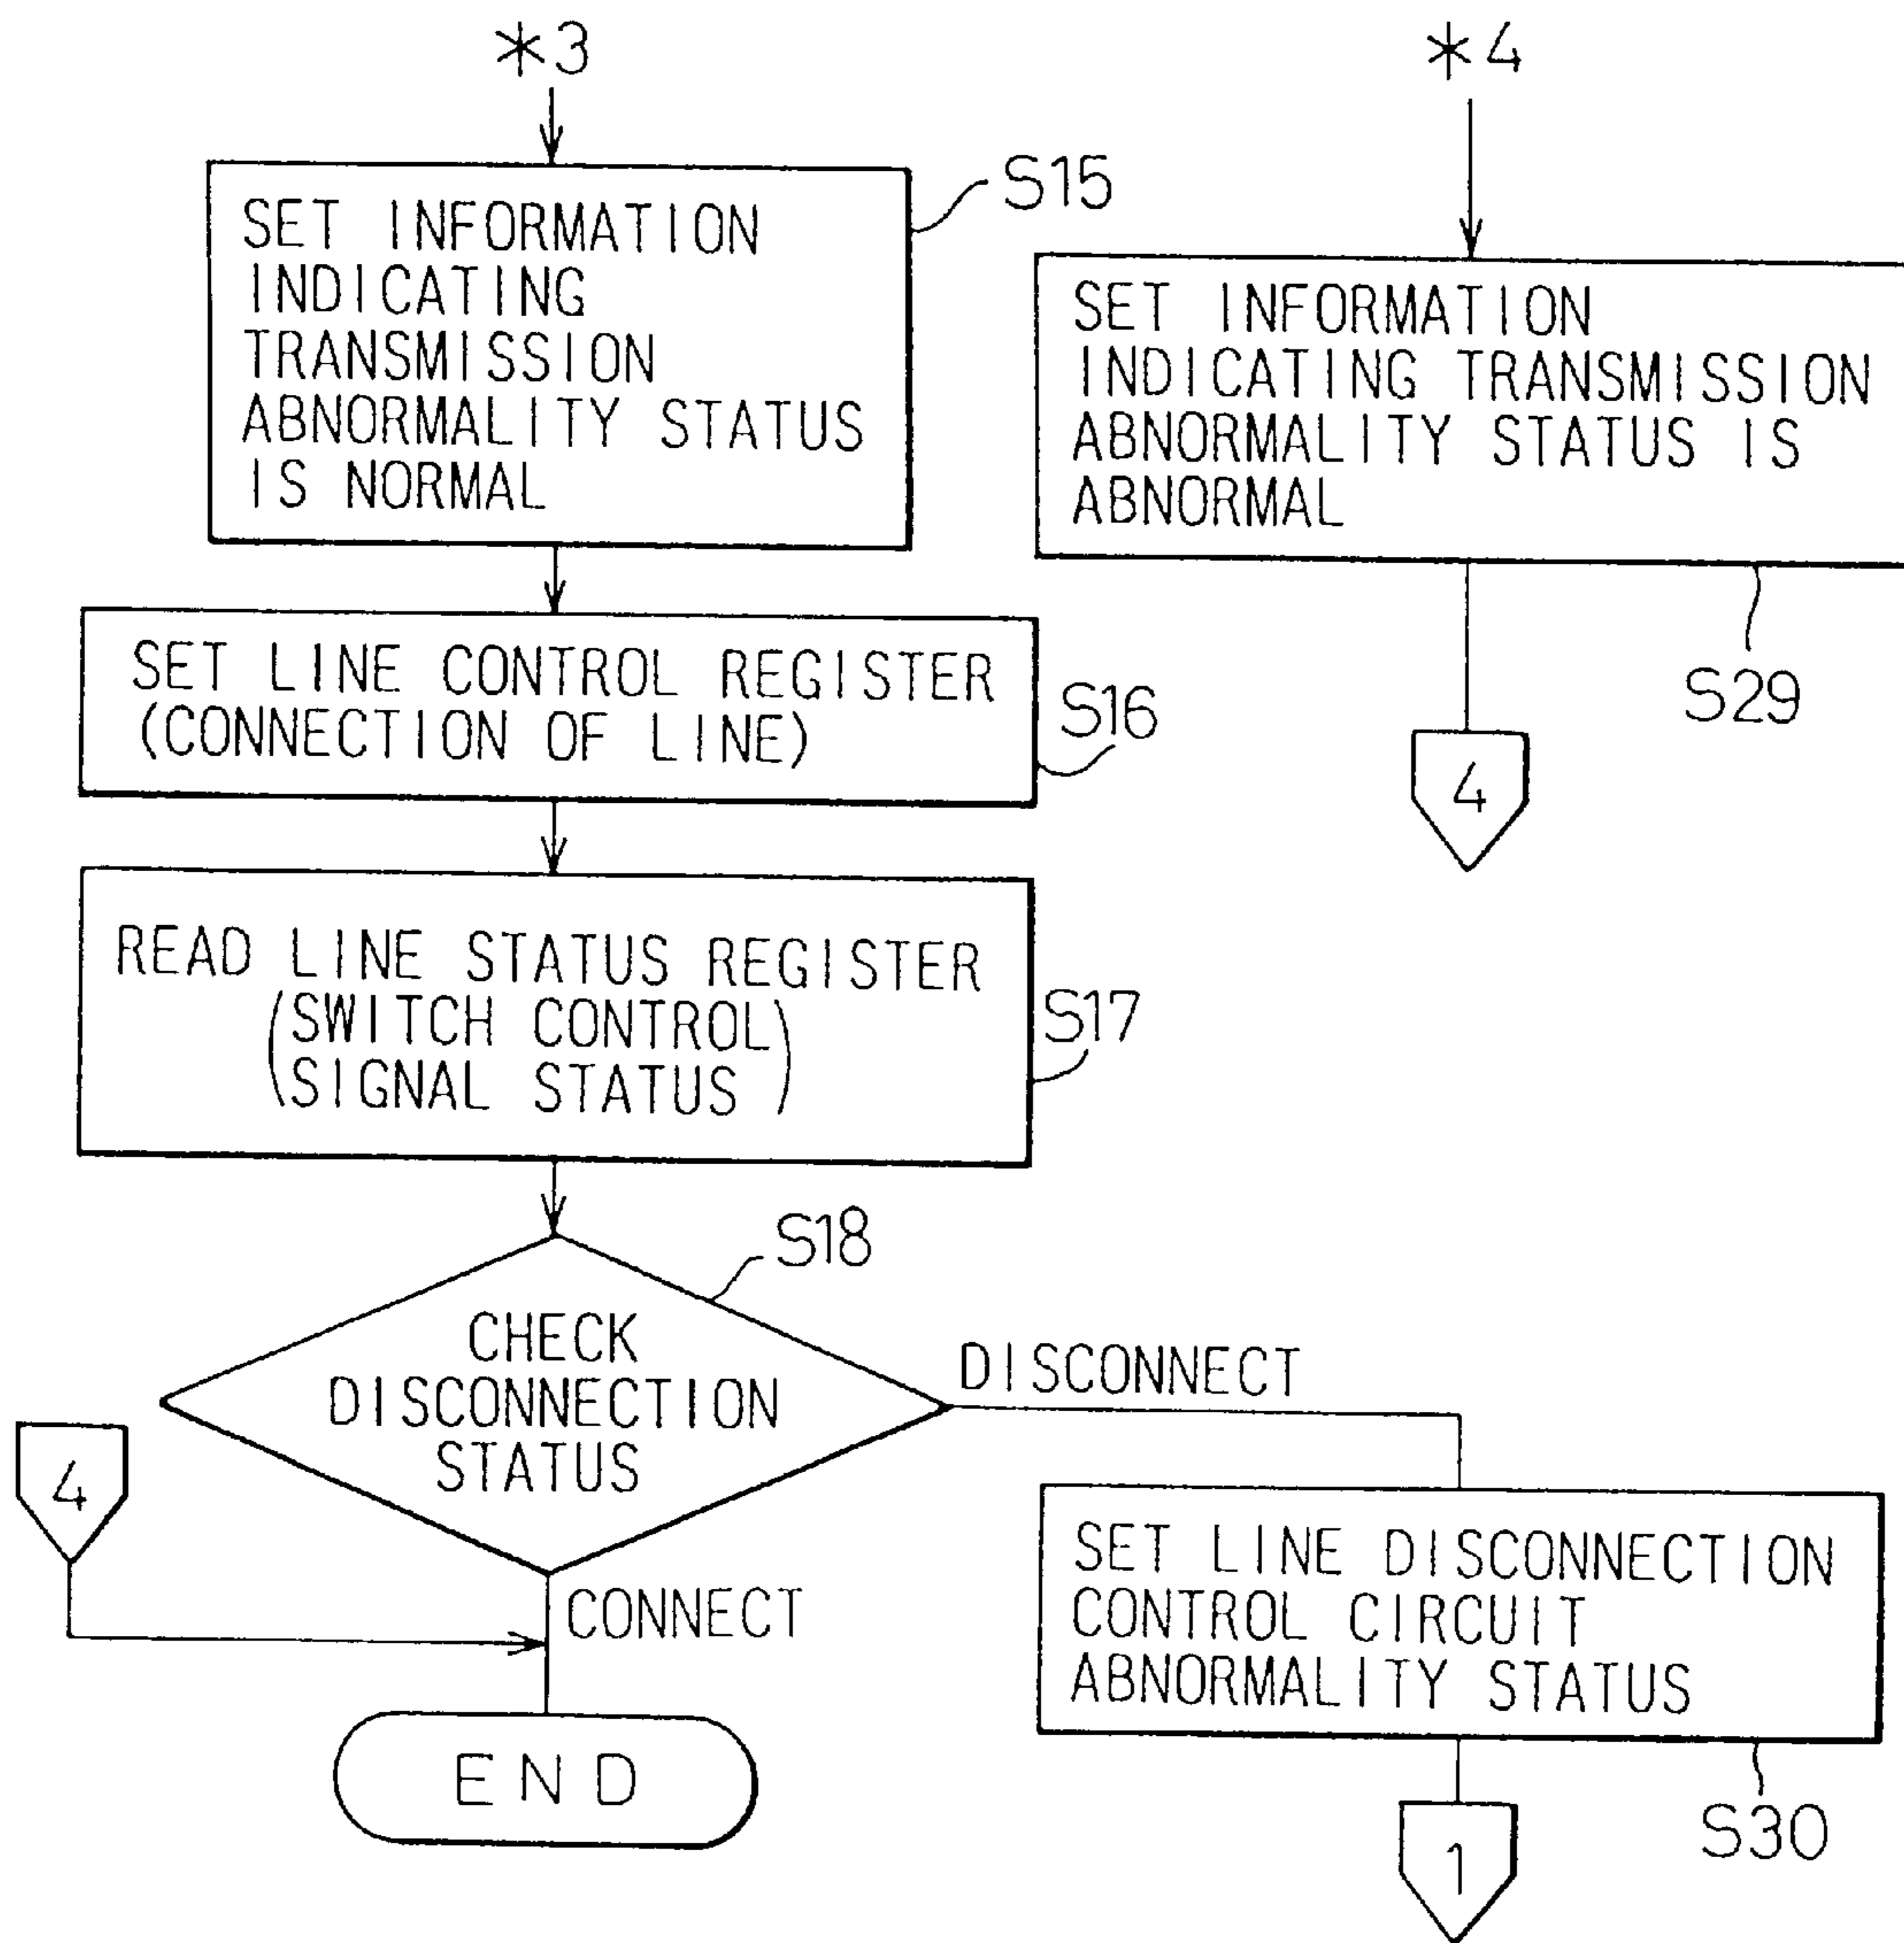 *3
S15
SET INFORMATION
INDICATING
TRANSMISSION
ABNORMALITY STATUS
IS NORMAL
SET LINE CONTROL REGISTER
(CONNECTION OF LINE)
S16
READ LINE STATUS REGISTER
(SWITCH CONTROL
SIGNAL STATUS)
S17
S18
CHECK
DISCONNECTION
STATUS
DISCONNECT
4
CONNECT
END
*4
SET INFORMATION
INDICATING TRANSMISSION
ABNORMALITY STATUS IS
ABNORMAL
S29
4
SET LINE DISCONNECTION
CONTROL CIRCUIT
ABNORMALITY STATUS
S30
1